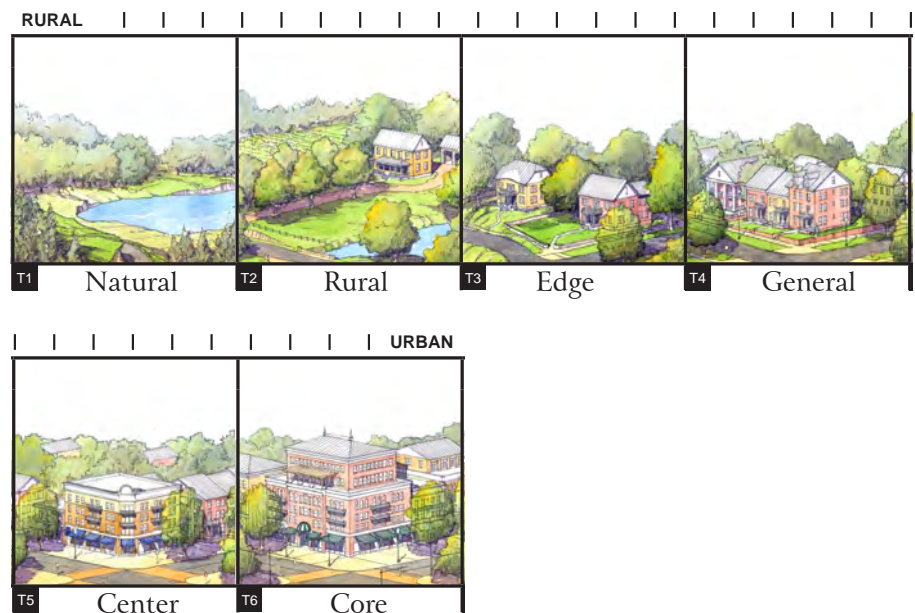 RURAL
T1 Natural T2 Rural T3 Edge T4 General
URBAN
T5 Center T6 Core